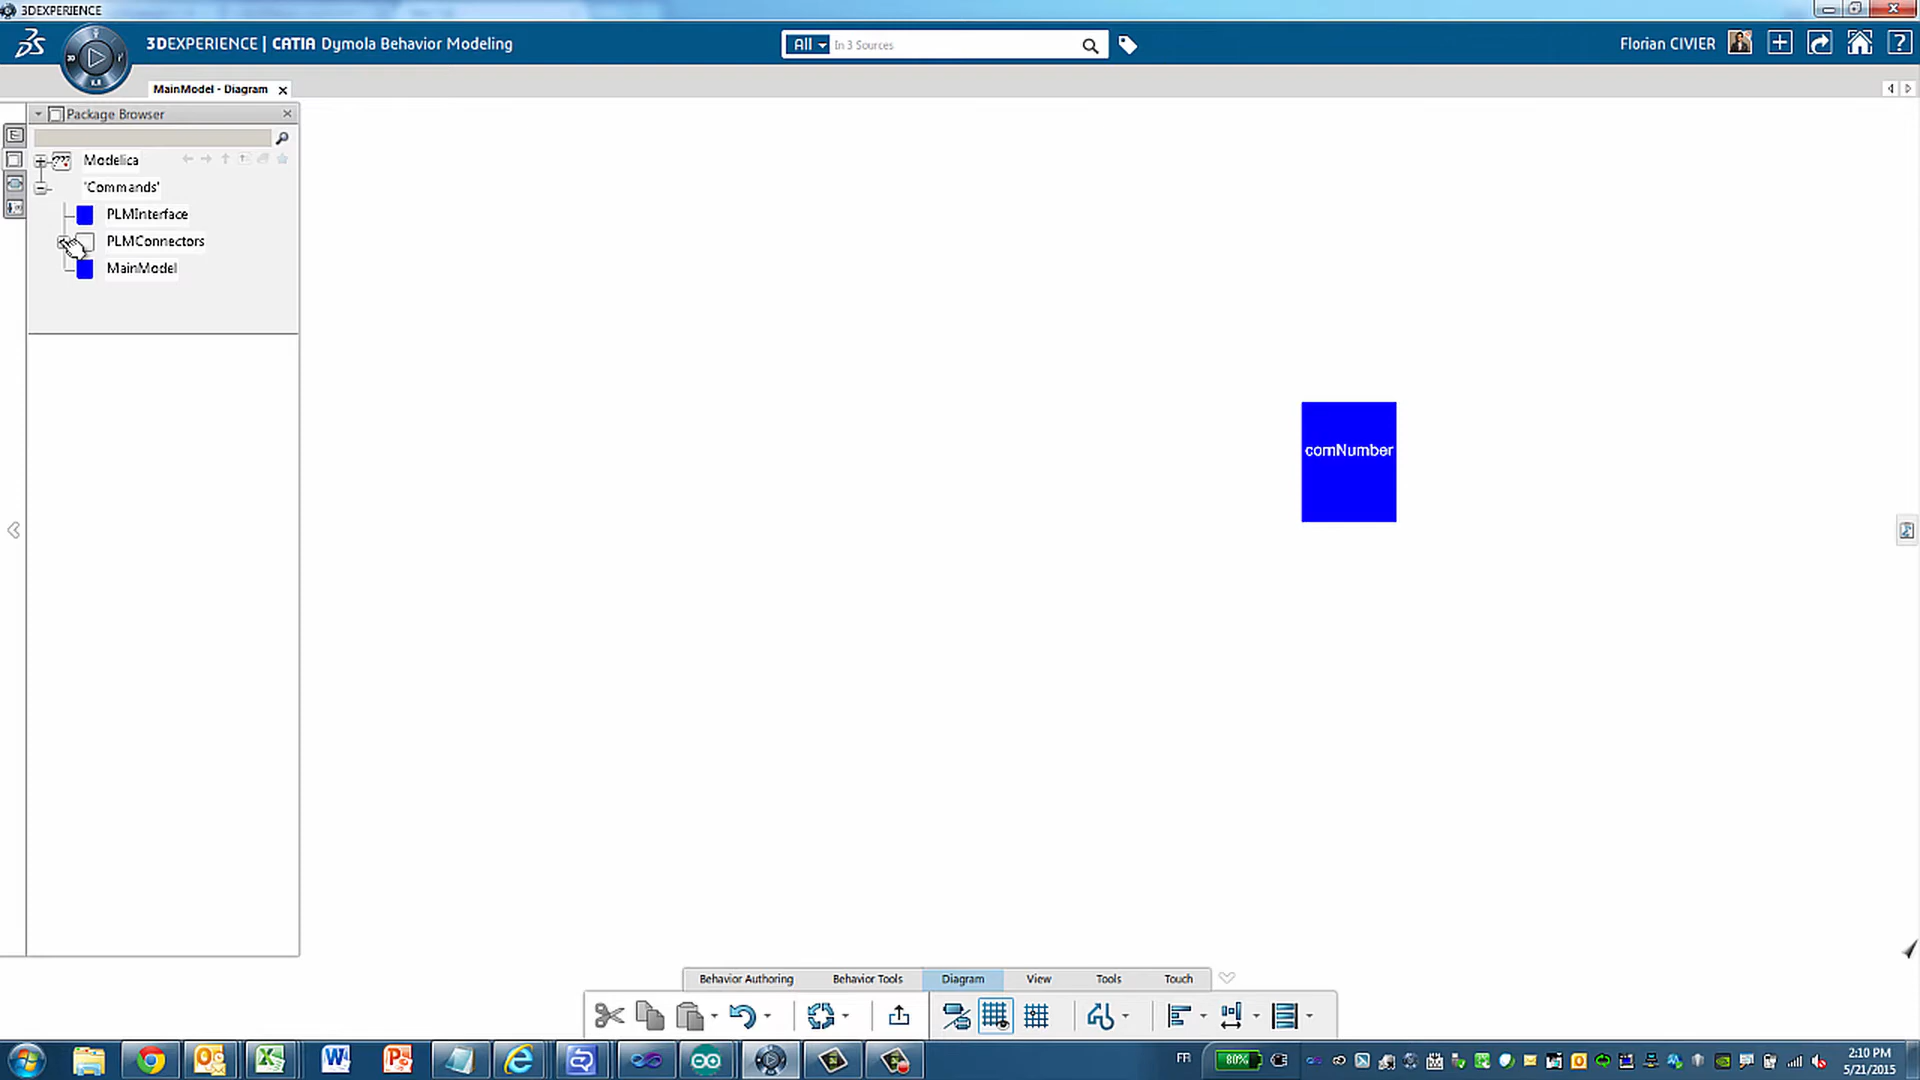 3DEXPERIENCE
3DEXPERIENCE | CATIA Dymola Behavior Modeling
All
In 3 Sources
Florian CIVIER
MainModel - Diagram
Package Browser
Modelica
'Commands'
PLMInterface
PLMConnectors
MainModel
comNumber
Behavior Authoring
Behavior Tools
Diagram
View
Tools
Touch
FR
80%
2:10 PM
5/21/2015